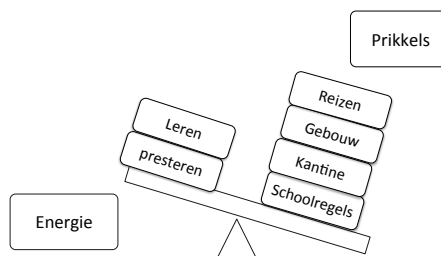 Prikkels
Reizen
Gebouw
Kantine
Schoolregels
Leren
presteren
Energie